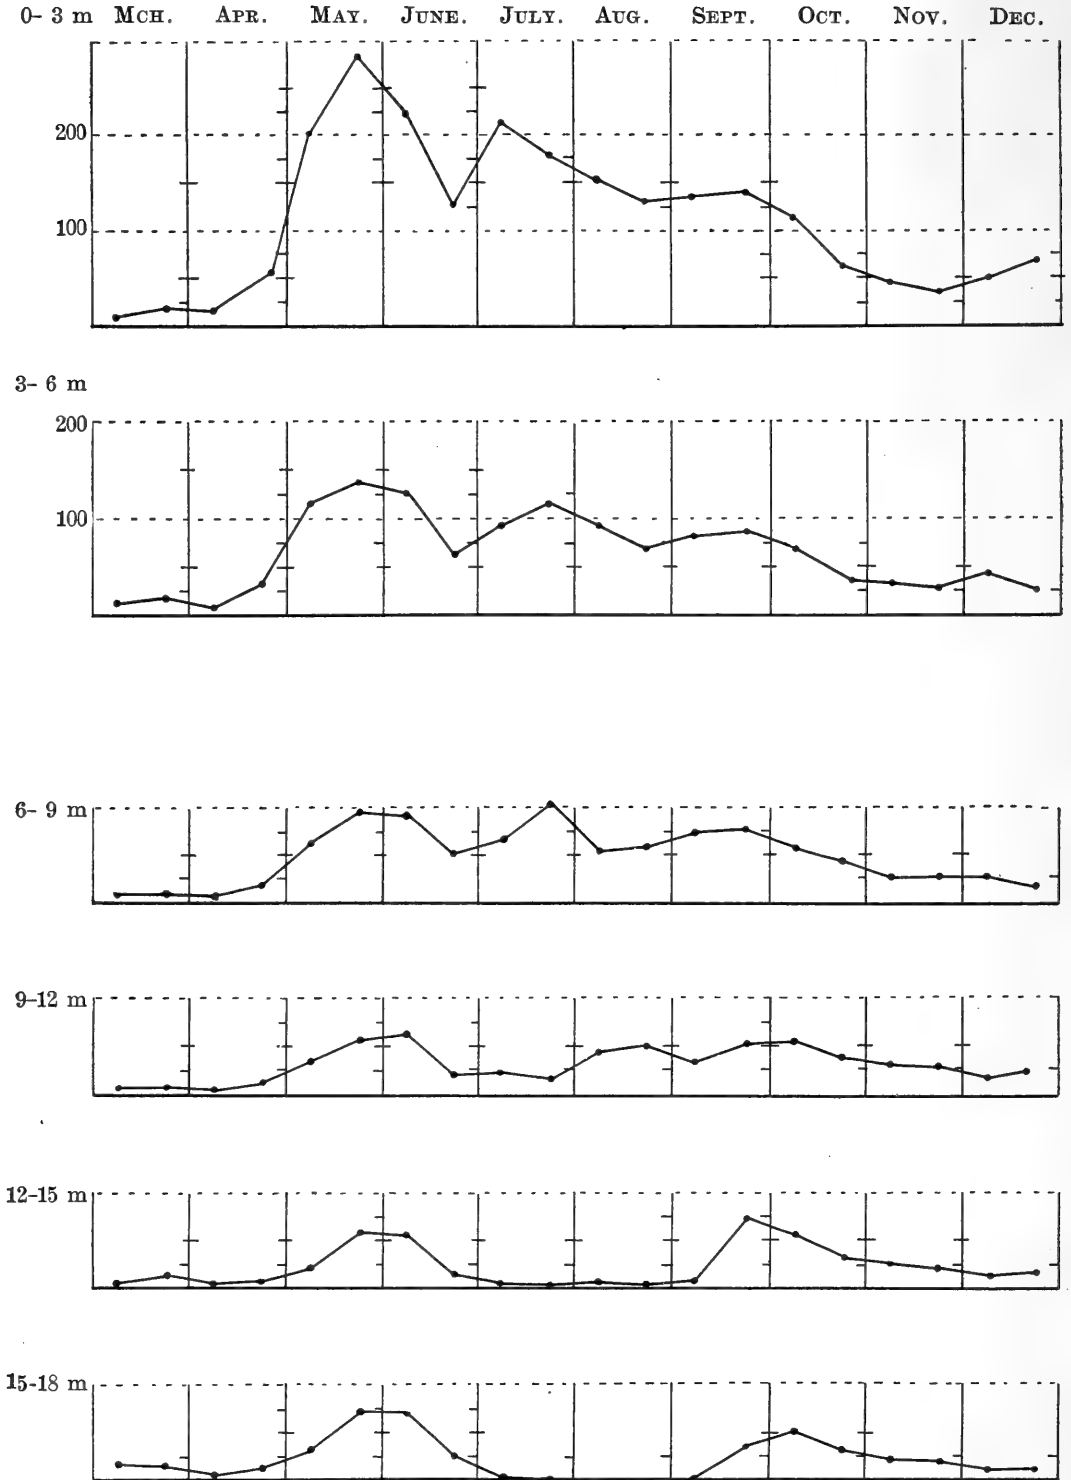 0- 3 m MCH. APR. MAY. JUNE. JULY. AUG. SEPT. OCT. NOV. DEC.
200
100
3- 6 m
200
100
6- 9 m
9-12 m
12-15 m
15-18 m